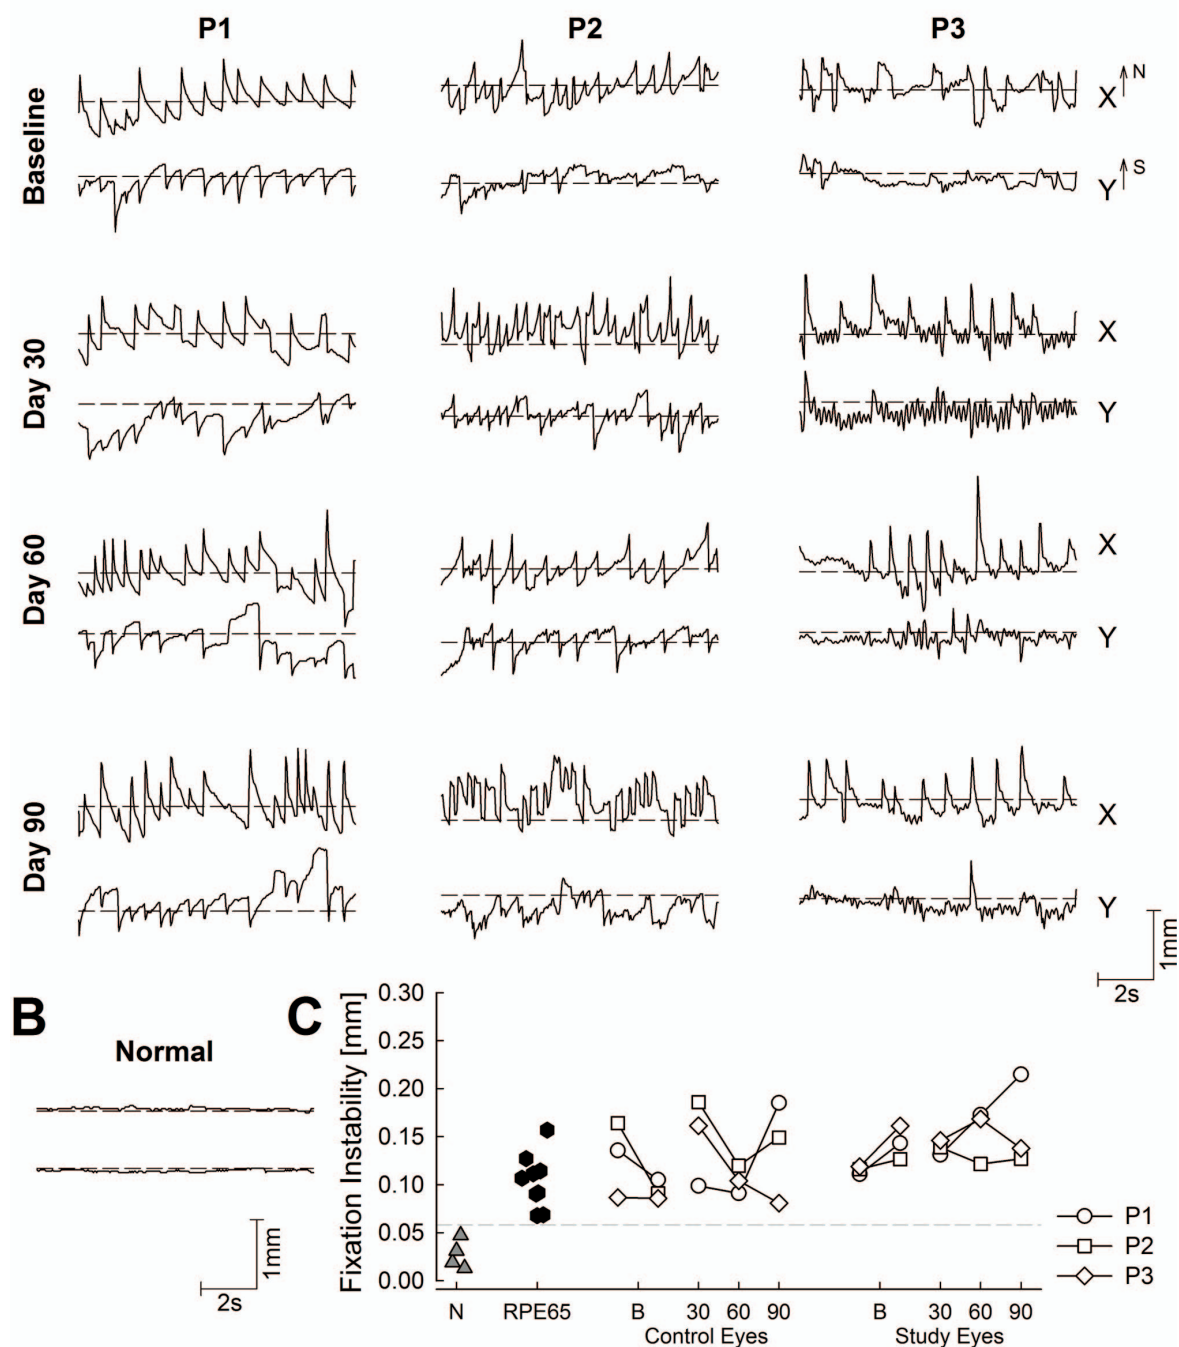 P1 P2 P3
Baseline
X N
Y S
Day 30
X
Y
Day 60
X
Y
Day 90
X
Y
1mm
2s
B
Normal
1mm
2s
C
Fixation Instability [mm]
0.30
0.25
0.20
0.15
0.10
0.05
0.00
P1
P2
P3
N RPE65 B 30 60 90 B 30 60 90
Control Eyes Study Eyes